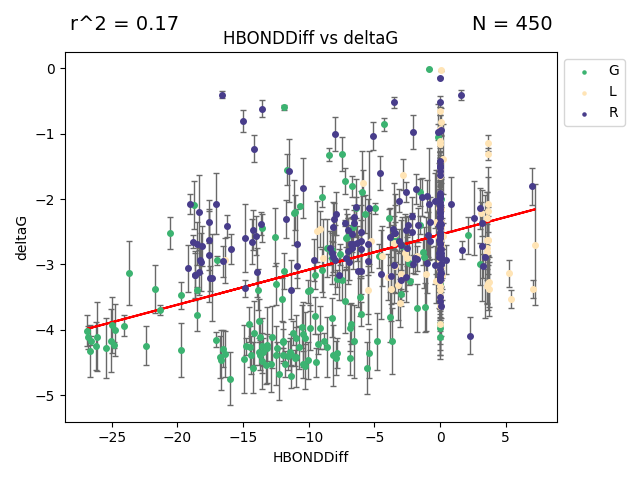 r^2 = 0.17
N = 450
HBONDDiff vs deltaG
G
L
R
0
−1
−2
−3
−4
−5
deltaG
−25
−20
−15
−10
−5
0
5
HBONDDiff